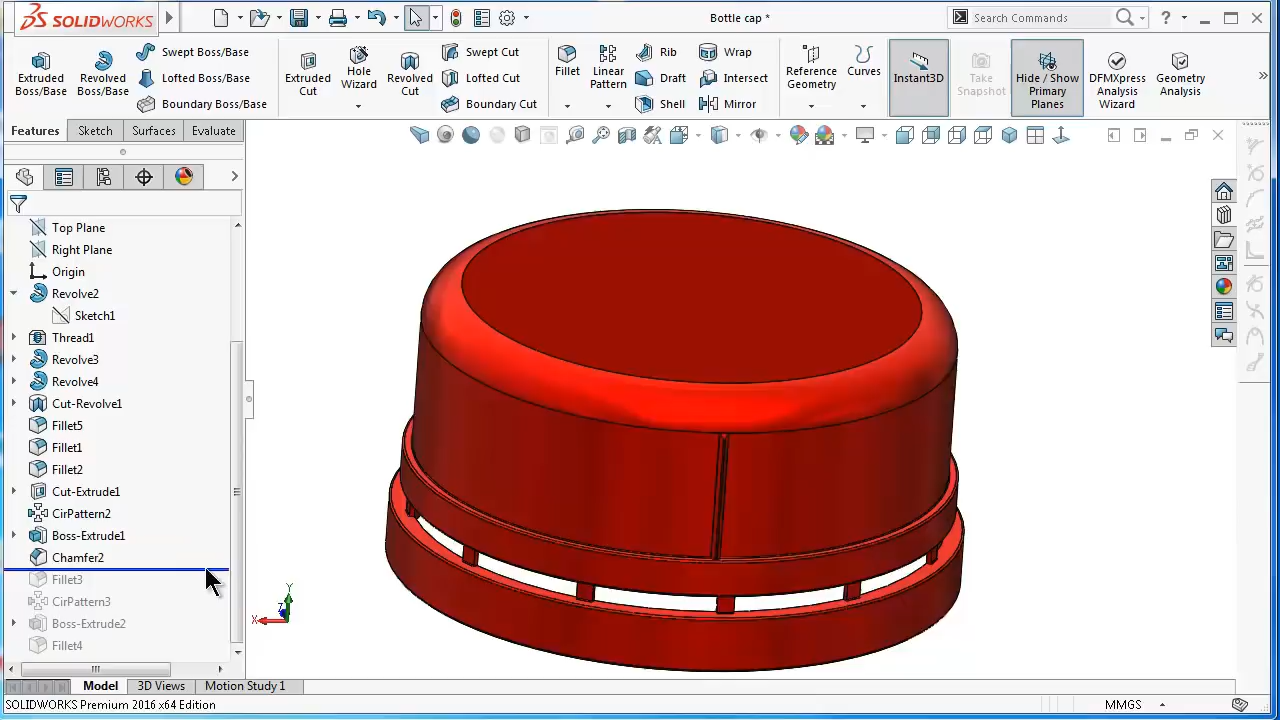 SOLIDWORKS
Bottle cap *
Search Commands
?
Extruded Boss/Base
Revolved Boss/Base
Swept Boss/Base
Lofted Boss/Base
Boundary Boss/Base
Extruded Cut
Hole Wizard
Revolved Cut
Swept Cut
Lofted Cut
Boundary Cut
Fillet
Linear Pattern
Rib
Draft
Shell
Wrap
Intersect
Mirror
Reference Geometry
Curves
Instant3D
Take Snapshot
Hide / Show Primary Planes
DFMXpress Analysis Wizard
Geometry Analysis
Features
Sketch
Surfaces
Evaluate
Top Plane
Right Plane
Origin
Revolve2
Sketch1
Thread1
Revolve3
Revolve4
Cut-Revolve1
Fillet5
Fillet1
Fillet2
Cut-Extrude1
CirPattern2
Boss-Extrude1
Chamfer2
Fillet3
CirPattern3
Boss-Extrude2
Fillet4
Y
Z
X
Model
3D Views
Motion Study 1
SOLIDWORKS Premium 2016 x64 Edition
MMGS